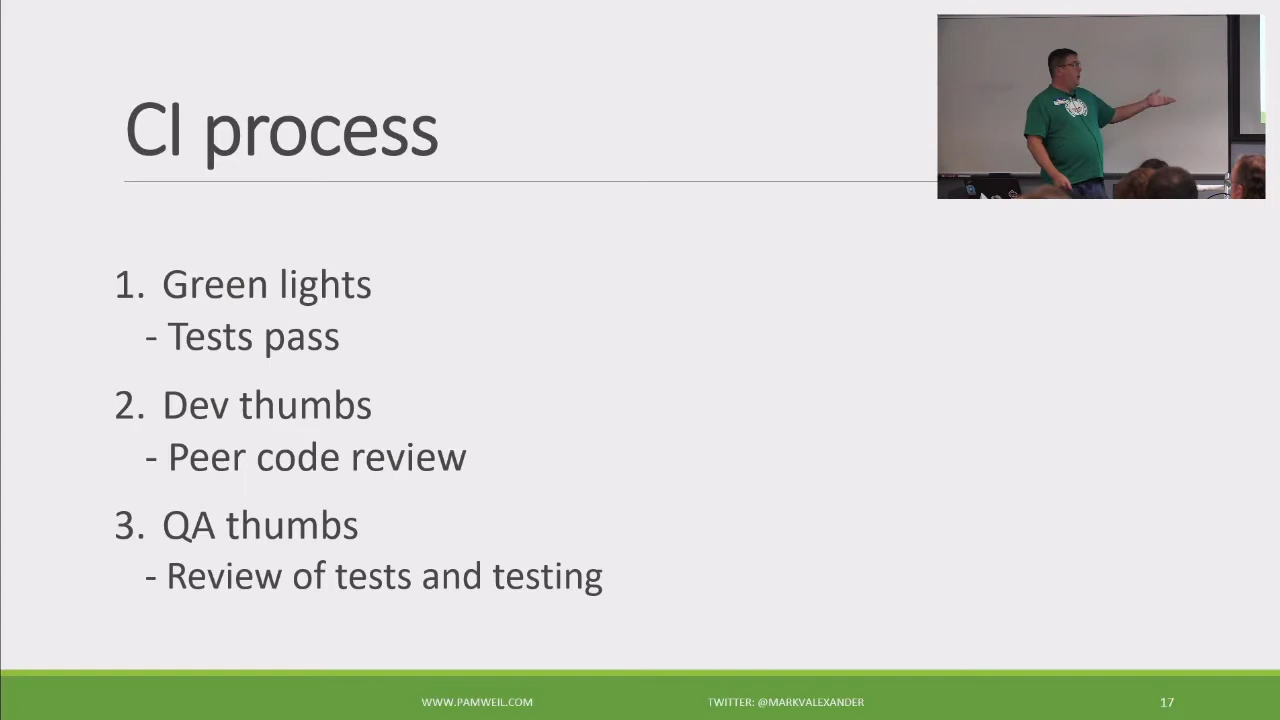 CI process
1. Green lights
- Tests pass
2. Dev thumbs
- Peer code review
3. QA thumbs
- Review of tests and testing
WWW.PAMWEIL.COM
TWITTER: @MARKVALEXANDER
17